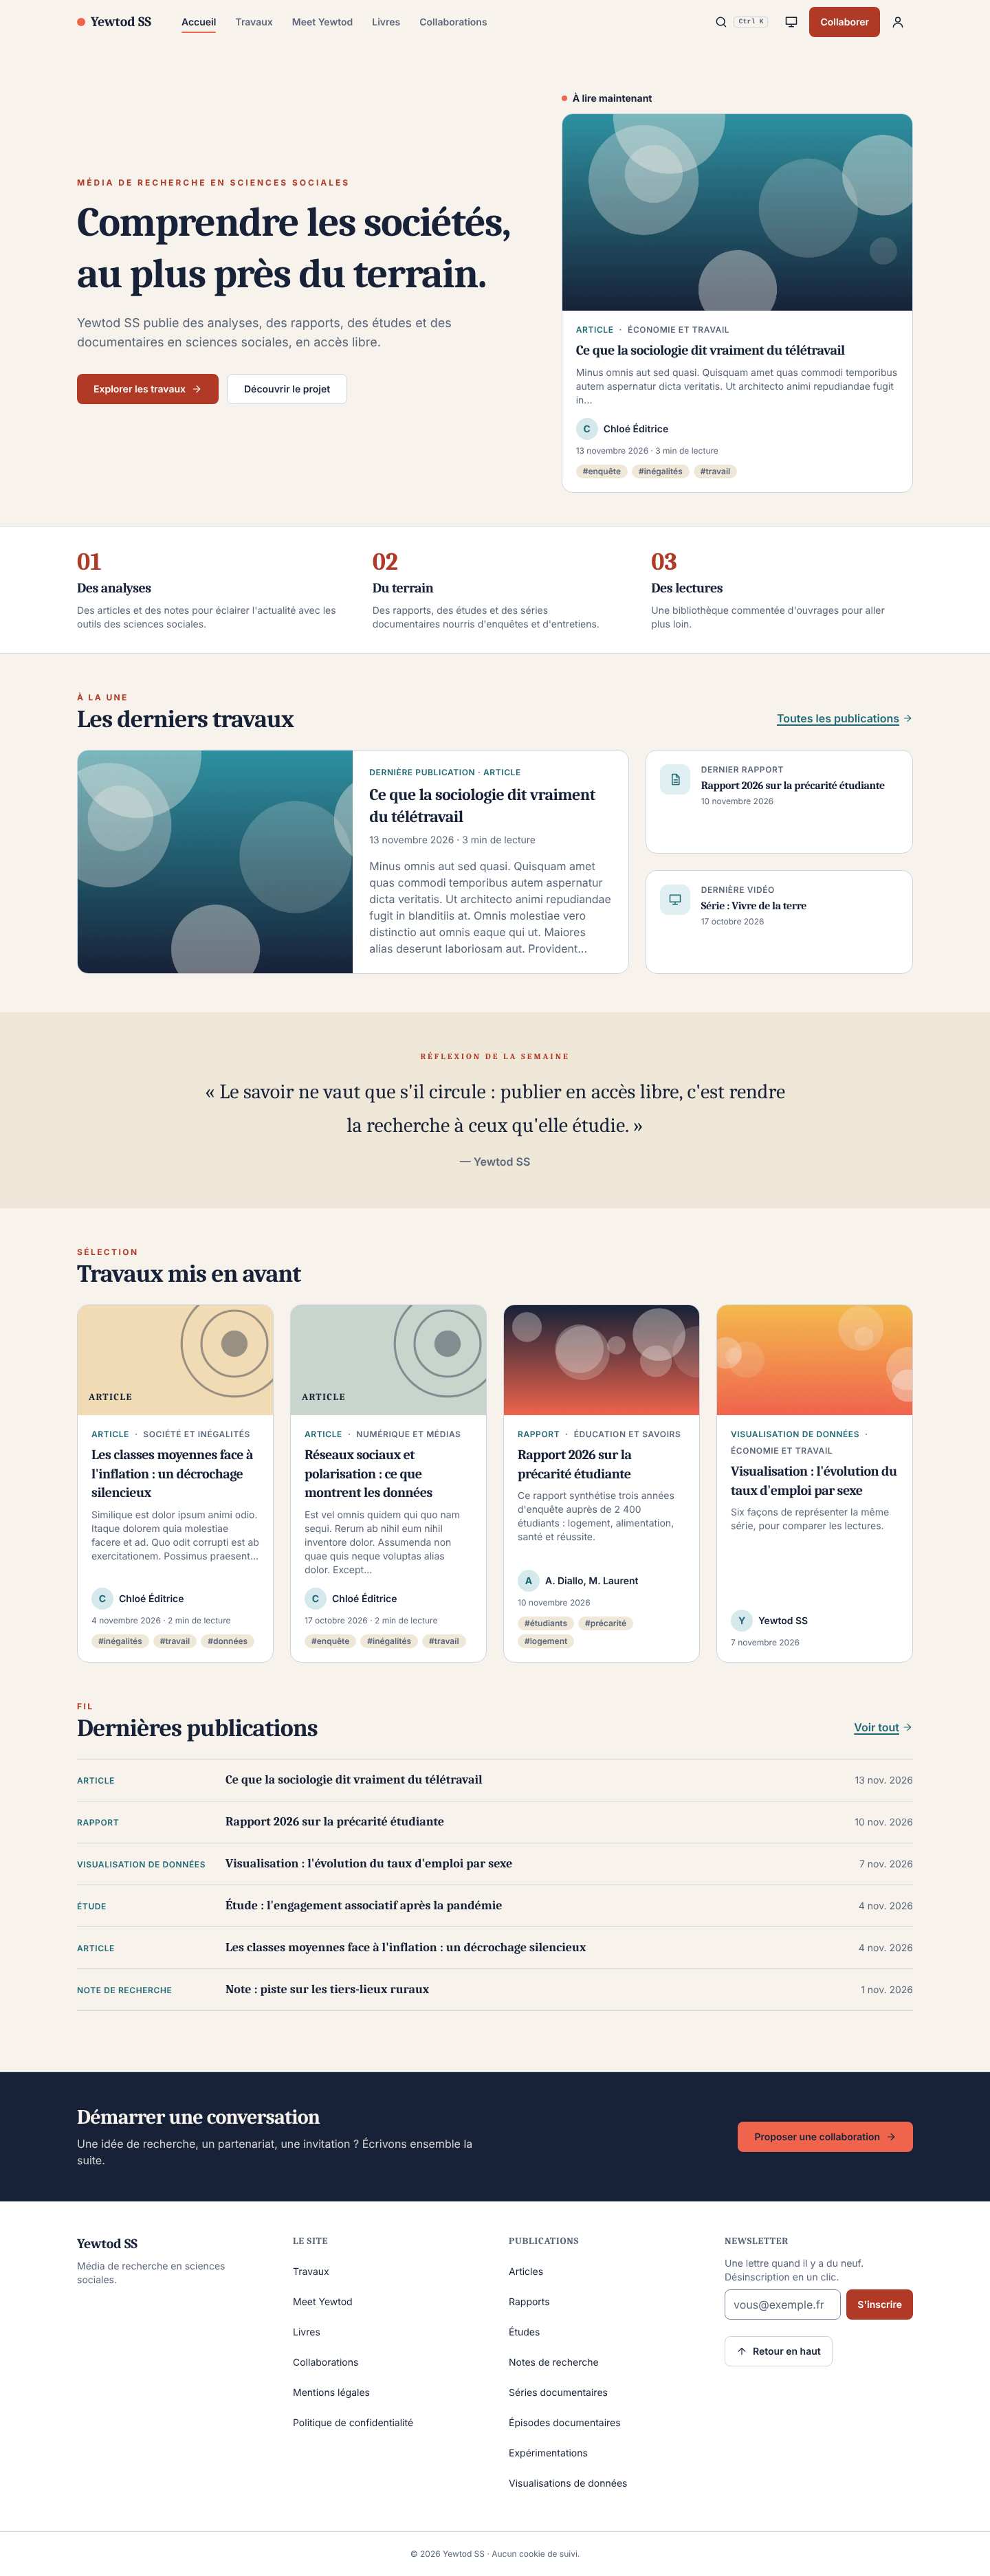 Yewtod SS
Accueil
Travaux
Meet Yewtod
Livres
Collaborations
Ctrl K
Collaborer
MÉDIA DE RECHERCHE EN SCIENCES SOCIALES
Comprendre les sociétés,
au plus près du terrain.
Yewtod SS publie des analyses, des rapports, des études et des
documentaires en sciences sociales, en accès libre.
Explorer les travaux →
Découvrir le projet
À lire maintenant
ARTICLE · ÉCONOMIE ET TRAVAIL
Ce que la sociologie dit vraiment du télétravail
Minus omnis aut sed quasi. Quisquam amet quas commodi temporibus
autem aspernatur dicta veritatis. Ut architecto animi repudiandae fugit
in...
C
Chloé Éditrice
13 novembre 2026 · 3 min de lecture
#enquête
#inégalités
#travail
01
Des analyses
Des articles et des notes pour éclairer l'actualité avec les
outils des sciences sociales.
02
Du terrain
Des rapports, des études et des séries
documentaires nourris d'enquêtes et d'entretiens.
03
Des lectures
Une bibliothèque commentée d'ouvrages pour aller
plus loin.
À LA UNE
Les derniers travaux
Toutes les publications →
DERNIÈRE PUBLICATION · ARTICLE
Ce que la sociologie dit vraiment
du télétravail
13 novembre 2026 · 3 min de lecture
Minus omnis aut sed quasi. Quisquam amet
quas commodi temporibus autem aspernatur
dicta veritatis. Ut architecto animi repudiandae
fugit in blanditiis at. Omnis molestiae vero
distinctio aut omnis eaque qui ut. Maiores
alias deserunt laboriosam aut. Provident...
DERNIER RAPPORT
Rapport 2026 sur la précarité étudiante
10 novembre 2026
DERNIÈRE VIDÉO
Série : Vivre de la terre
17 octobre 2026
RÉFLEXION DE LA SEMAINE
« Le savoir ne vaut que s'il circule : publier en accès libre, c'est rendre
la recherche à ceux qu'elle étudie. »
— Yewtod SS
SÉLECTION
Travaux mis en avant
ARTICLE
ARTICLE · SOCIÉTÉ ET INÉGALITÉS
Les classes moyennes face à
l'inflation : un décrochage
silencieux
Similique est dolor ipsum animi odio.
Itaque dolorem quia molestiae
facere et ad. Quo odit corrupti est ab
exercitationem. Possimus praesent...
C
Chloé Éditrice
4 novembre 2026 · 2 min de lecture
#inégalités
#travail
#données
ARTICLE
ARTICLE · NUMÉRIQUE ET MÉDIAS
Réseaux sociaux et
polarisation : ce que
montrent les données
Est vel omnis quidem qui quo nam
sequi. Rerum ab nihil eum nihil
inventore dolor. Assumenda non
quae quis neque voluptas alias
dolor. Except...
C
Chloé Éditrice
17 octobre 2026 · 2 min de lecture
#enquête
#inégalités
#travail
RAPPORT · ÉDUCATION ET SAVOIRS
Rapport 2026 sur la
précarité étudiante
Ce rapport synthétise trois années
d'enquête auprès de 2 400
étudiants : logement, alimentation,
santé et réussite.
A
A. Diallo, M. Laurent
10 novembre 2026
#étudiants
#précarité
#logement
VISUALISATION DE DONNÉES ·
ÉCONOMIE ET TRAVAIL
Visualisation : l'évolution du
taux d'emploi par sexe
Six façons de représenter la même
série, pour comparer les lectures.
Y
Yewtod SS
7 novembre 2026
FIL
Dernières publications
Voir tout →
ARTICLE
Ce que la sociologie dit vraiment du télétravail
13 nov. 2026
RAPPORT
Rapport 2026 sur la précarité étudiante
10 nov. 2026
VISUALISATION DE DONNÉES
Visualisation : l'évolution du taux d'emploi par sexe
7 nov. 2026
ÉTUDE
Étude : l'engagement associatif après la pandémie
4 nov. 2026
ARTICLE
Les classes moyennes face à l'inflation : un décrochage silencieux
4 nov. 2026
NOTE DE RECHERCHE
Note : piste sur les tiers-lieux ruraux
1 nov. 2026
Démarrer une conversation
Une idée de recherche, un partenariat, une invitation ? Écrivons ensemble la
suite.
Proposer une collaboration →
Yewtod SS
Média de recherche en sciences
sociales.
LE SITE
Travaux
Meet Yewtod
Livres
Collaborations
Mentions légales
Politique de confidentialité
PUBLICATIONS
Articles
Rapports
Études
Notes de recherche
Séries documentaires
Épisodes documentaires
Expérimentations
Visualisations de données
NEWSLETTER
Une lettre quand il y a du neuf.
Désinscription en un clic.
vous@exemple.fr
S'inscrire
↑ Retour en haut
© 2026 Yewtod SS · Aucun cookie de suivi.